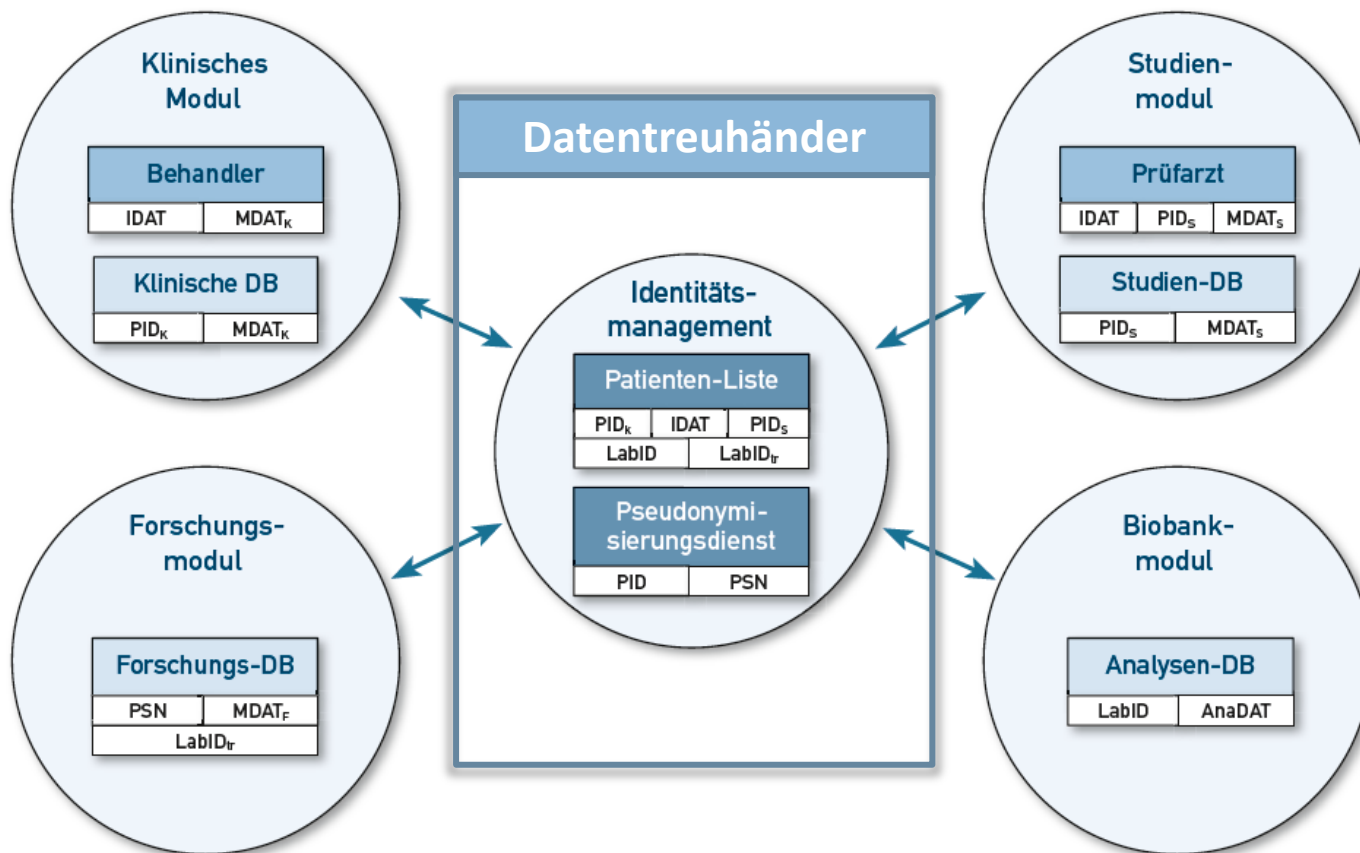 Klinisches
Modul
Behandler
IDAT MDATK
Klinische DB
PIDK MDATK
Datentreuhänder
Identitäts-
management
Patienten-Liste
PIDK IDAT PIDS
LabID LabIDtr
Pseudonymi-
sierungsdienst
PID PSN
Studien-
modul
Prüfarzt
IDAT PIDS MDATS
Studien-DB
PIDS MDATS
Forschungs-
modul
Forschungs-DB
PSN MDATF
LabIDtr
Biobank-
modul
Analysen-DB
LabID AnaDAT